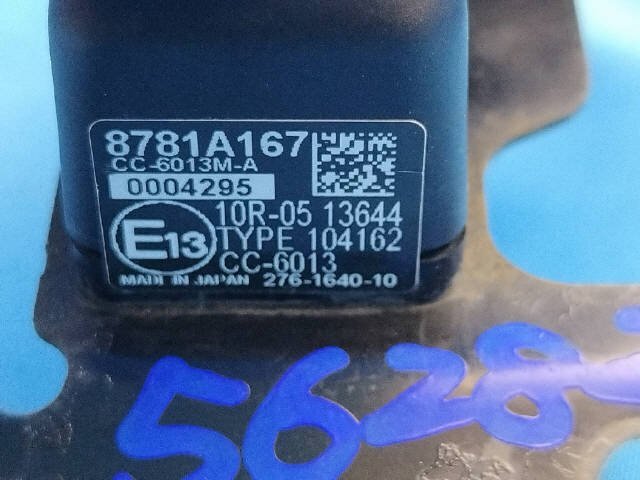 8781A167
CC-6013M-A
0004295
E13
10R-05 13644
TYPE 104162
CC-6013
MADE IN JAPAN 276-1640-10
5628